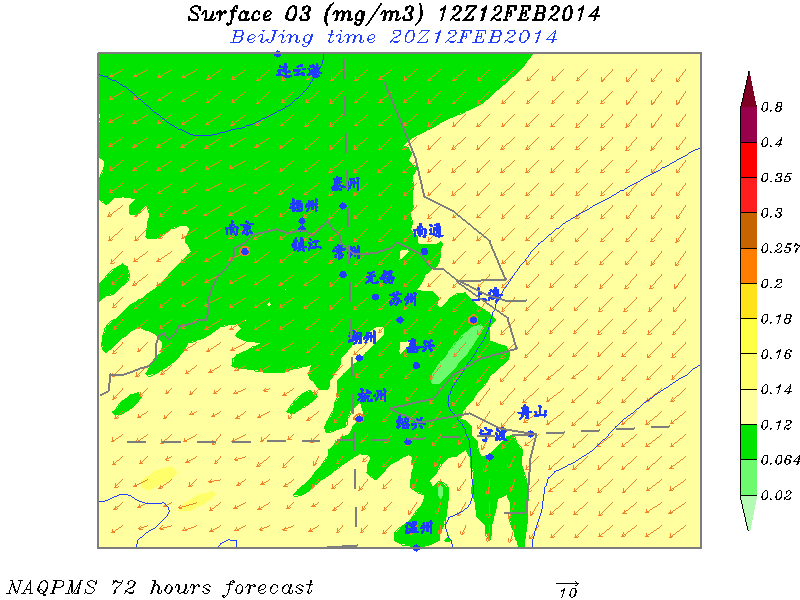 Surface O3 (mg/m3) 12Z12FEB2014
BeiJing time 20Z12FEB2014
连云港
泰州
扬州
南京
南通
镇江
常州
无锡
苏州
上海
湖州
嘉兴
杭州
绍兴
舟山
宁波
温州
0.8
0.4
0.35
0.3
0.257
0.2
0.18
0.16
0.14
0.12
0.064
0.02
NAQPMS 72 hours forecast
10